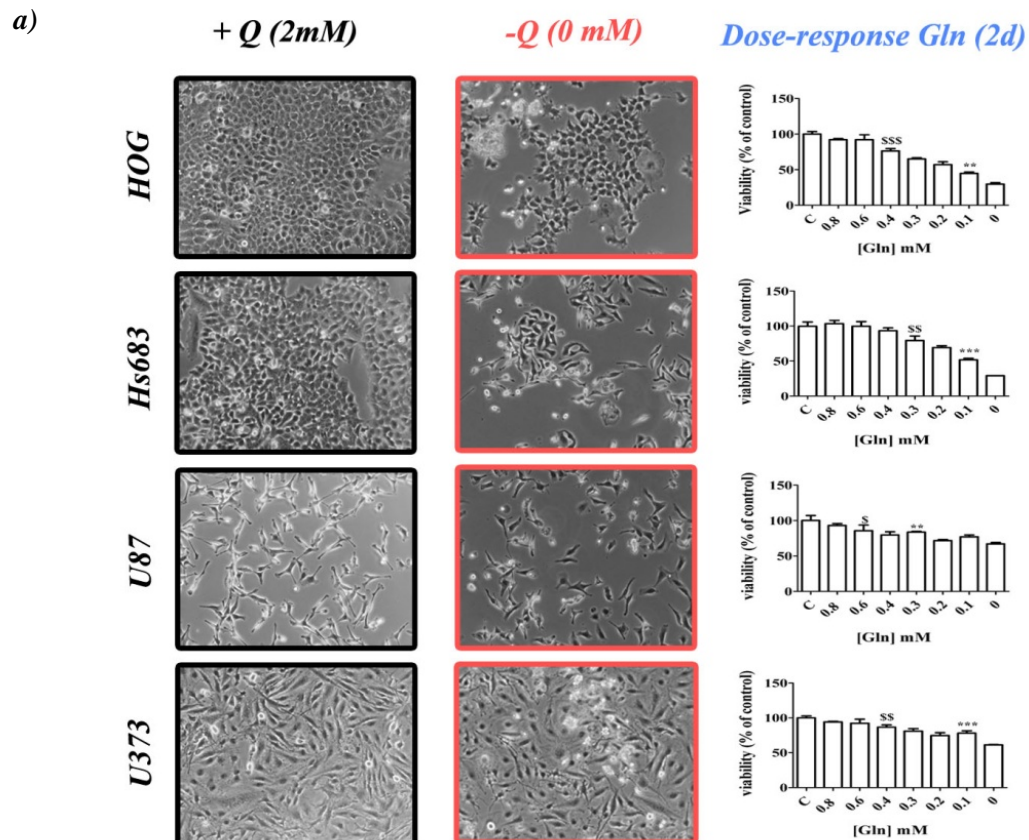 a)
+ Q (2mM)
-Q (0 mM)
Dose-response Gln (2d)
HOG
Viability (% of control)
150
100
50
0
$$$
**
C
0.8
0.6
0.4
0.3
0.2
0.1
0
[Gln] mM
Hs683
viability (% of control)
150
100
50
0
$$
***
C
0.8
0.6
0.4
0.3
0.2
0.1
0
[Gln] mM
U87
viability (% of control)
150
100
50
0
$
**
C
0.8
0.6
0.4
0.3
0.2
0.1
0
[Gln] mM
U373
viability (% of control)
150
100
50
0
$$
***
C
0.8
0.6
0.4
0.3
0.2
0.1
0
[Gln] mM